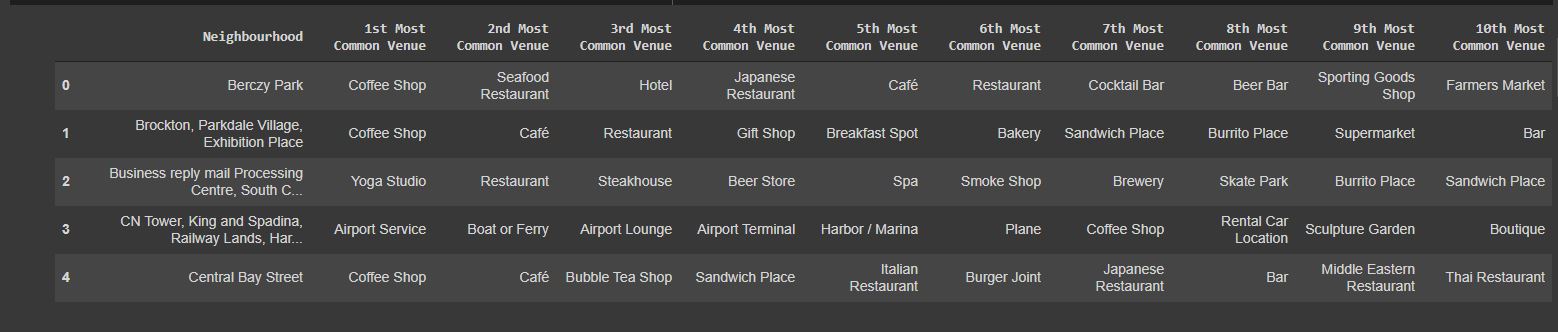 Neighbourhood 1st Most Common Venue 2nd Most Common Venue 3rd Most Common Venue 4th Most Common Venue 5th Most Common Venue 6th Most Common Venue 7th Most Common Venue 8th Most Common Venue 9th Most Common Venue 10th Most Common Venue
0 Berczy Park Coffee Shop Seafood Restaurant Hotel Japanese Restaurant Café Restaurant Cocktail Bar Beer Bar Sporting Goods Shop Farmers Market
1 Brockton, Parkdale Village, Exhibition Place Coffee Shop Café Restaurant Gift Shop Breakfast Spot Bakery Sandwich Place Burrito Place Supermarket Bar
2 Business reply mail Processing Centre, South C... Yoga Studio Restaurant Steakhouse Beer Store Spa Smoke Shop Brewery Skate Park Burrito Place Sandwich Place
3 CN Tower, King and Spadina, Railway Lands, Har... Airport Service Boat or Ferry Airport Lounge Airport Terminal Harbor / Marina Plane Coffee Shop Rental Car Location Sculpture Garden Boutique
4 Central Bay Street Coffee Shop Café Bubble Tea Shop Sandwich Place Italian Restaurant Burger Joint Japanese Restaurant Bar Middle Eastern Restaurant Thai Restaurant